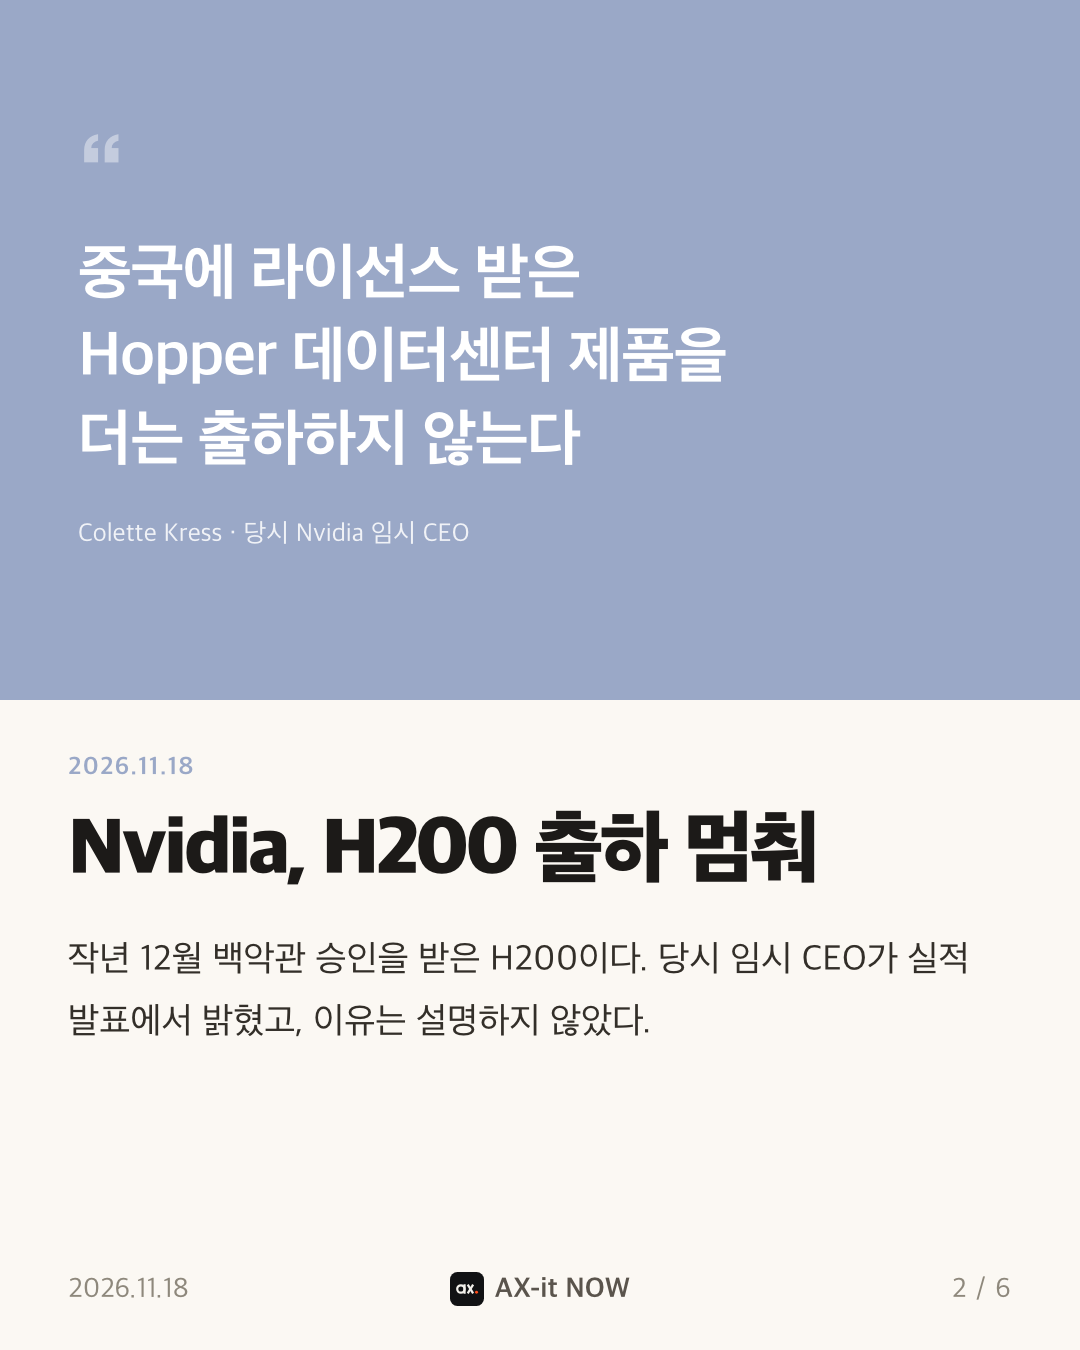 “
중국에 라이선스 받은
Hopper 데이터센터 제품을
더는 출하하지 않는다
Colette Kress · 당시 Nvidia 임시 CEO
2026.11.18
Nvidia, H200 출하 멈춰
작년 12월 백악관 승인을 받은 H200이다. 당시 임시 CEO가 실적
발표에서 밝혔고, 이유는 설명하지 않았다.
2026.11.18
ax. AX-it NOW
2 / 6